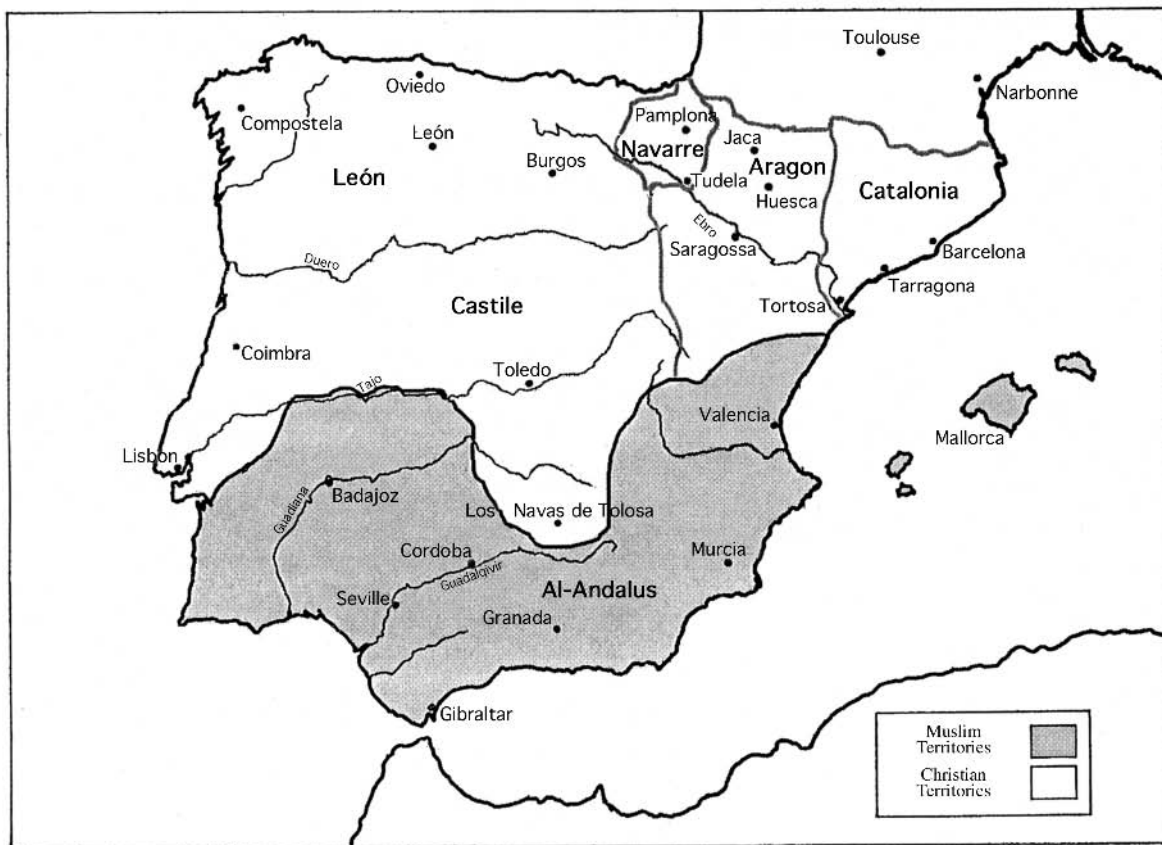 Toulouse
Narbonne
Oviedo
Compostela
León
Pamplona
Jaca
Navarre
Aragon
León
Burgos
Tudela
Huesca
Catalonia
Ebro
Saragossa
Barcelona
Duero
Tarragona
Castile
Tortosa
Coimbra
Toledo
Tajo
Valencia
Mallorca
Lisbon
Badajoz
Guadiana
Los Navas de Tolosa
Cordoba
Murcia
Guadalqivir
Al-Andalus
Seville
Granada
Gibraltar
Muslim
Territories
Christian
Territories